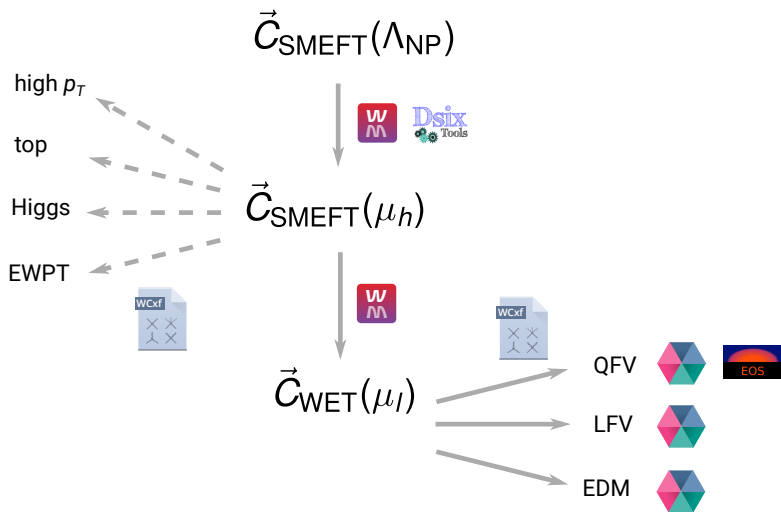 C⃗SMEFT(ΛNP)
high pT
W
Dsix
Tools
top
Higgs
C⃗SMEFT(μh)
EWPT
WCxf
W
WCxf
QFV
EOS
C⃗WET(μl)
LFV
EDM